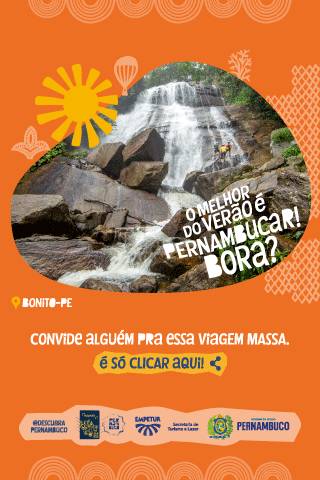 O MELHOR
DO VERÃO é
PERNAMBUCAR!
BORA?
BONITO-PE
CONVIDE ALGUÉM PRA ESSA VIAGEM MASSA.
é SÓ CLICAR AQUI!
@DESCUBRA
PERNAMBUCO
EMPETUR
Secretaria de
Turismo e Lazer
PERNAMBUCO